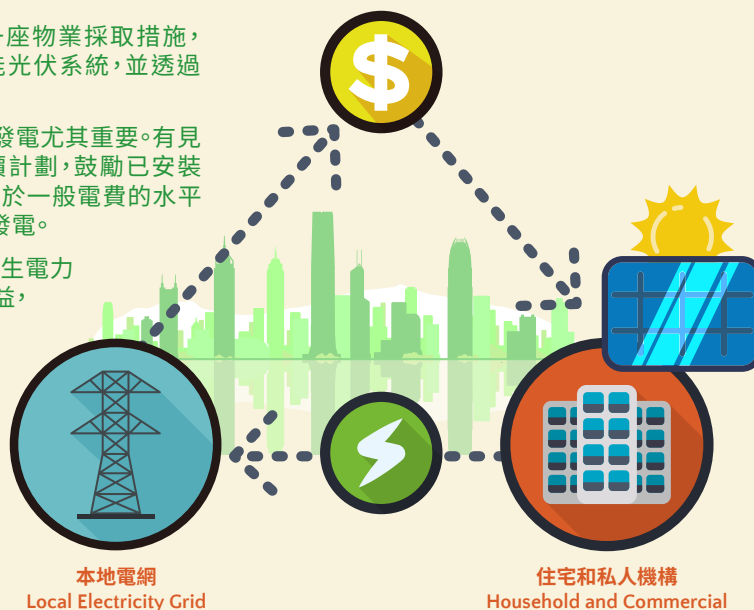 座物業採取措施，
光伏系統，並透過
發電尤其重要。有見
計劃，鼓勵已安裝
於一般電費的水平
發電。
生電力
益，
$
本地電網
Local Electricity Grid
住宅和私人機構
Household and Commercial